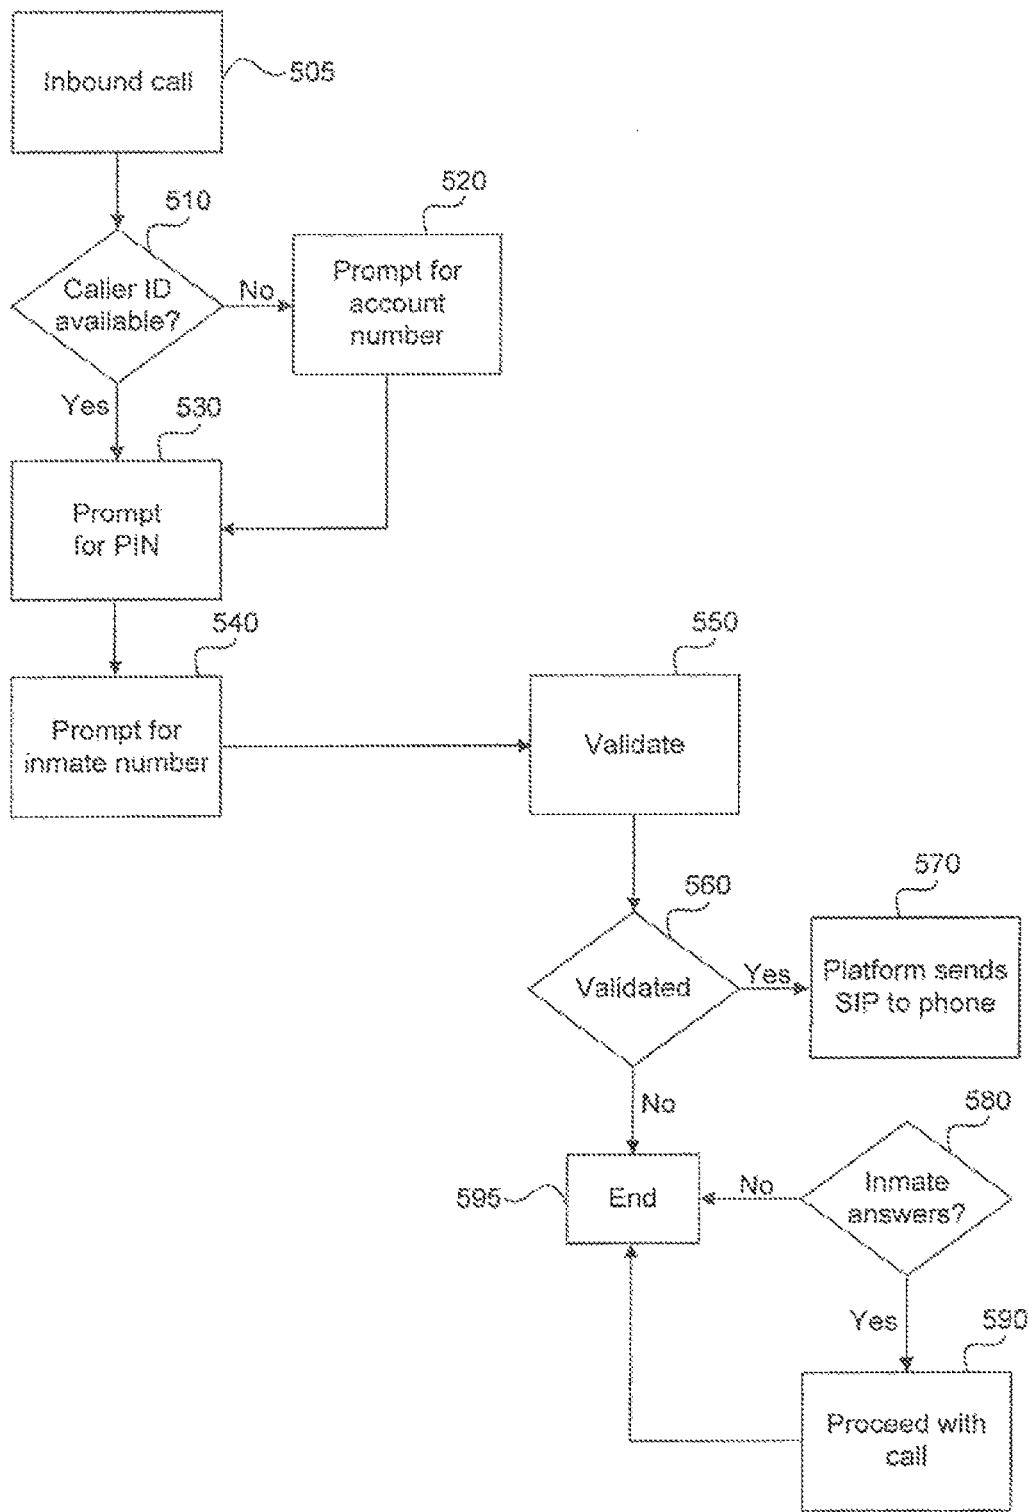 Inbound call
505
510
Caller ID
available?
No
520
Prompt for
account
number
Yes
530
Prompt
for PIN
540
Prompt for
inmate number
550
Validate
560
Validated
Yes
570
Platform sends
SIP to phone
No
580
595
End
No
Inmate
answers?
Yes
590
Proceed with
call